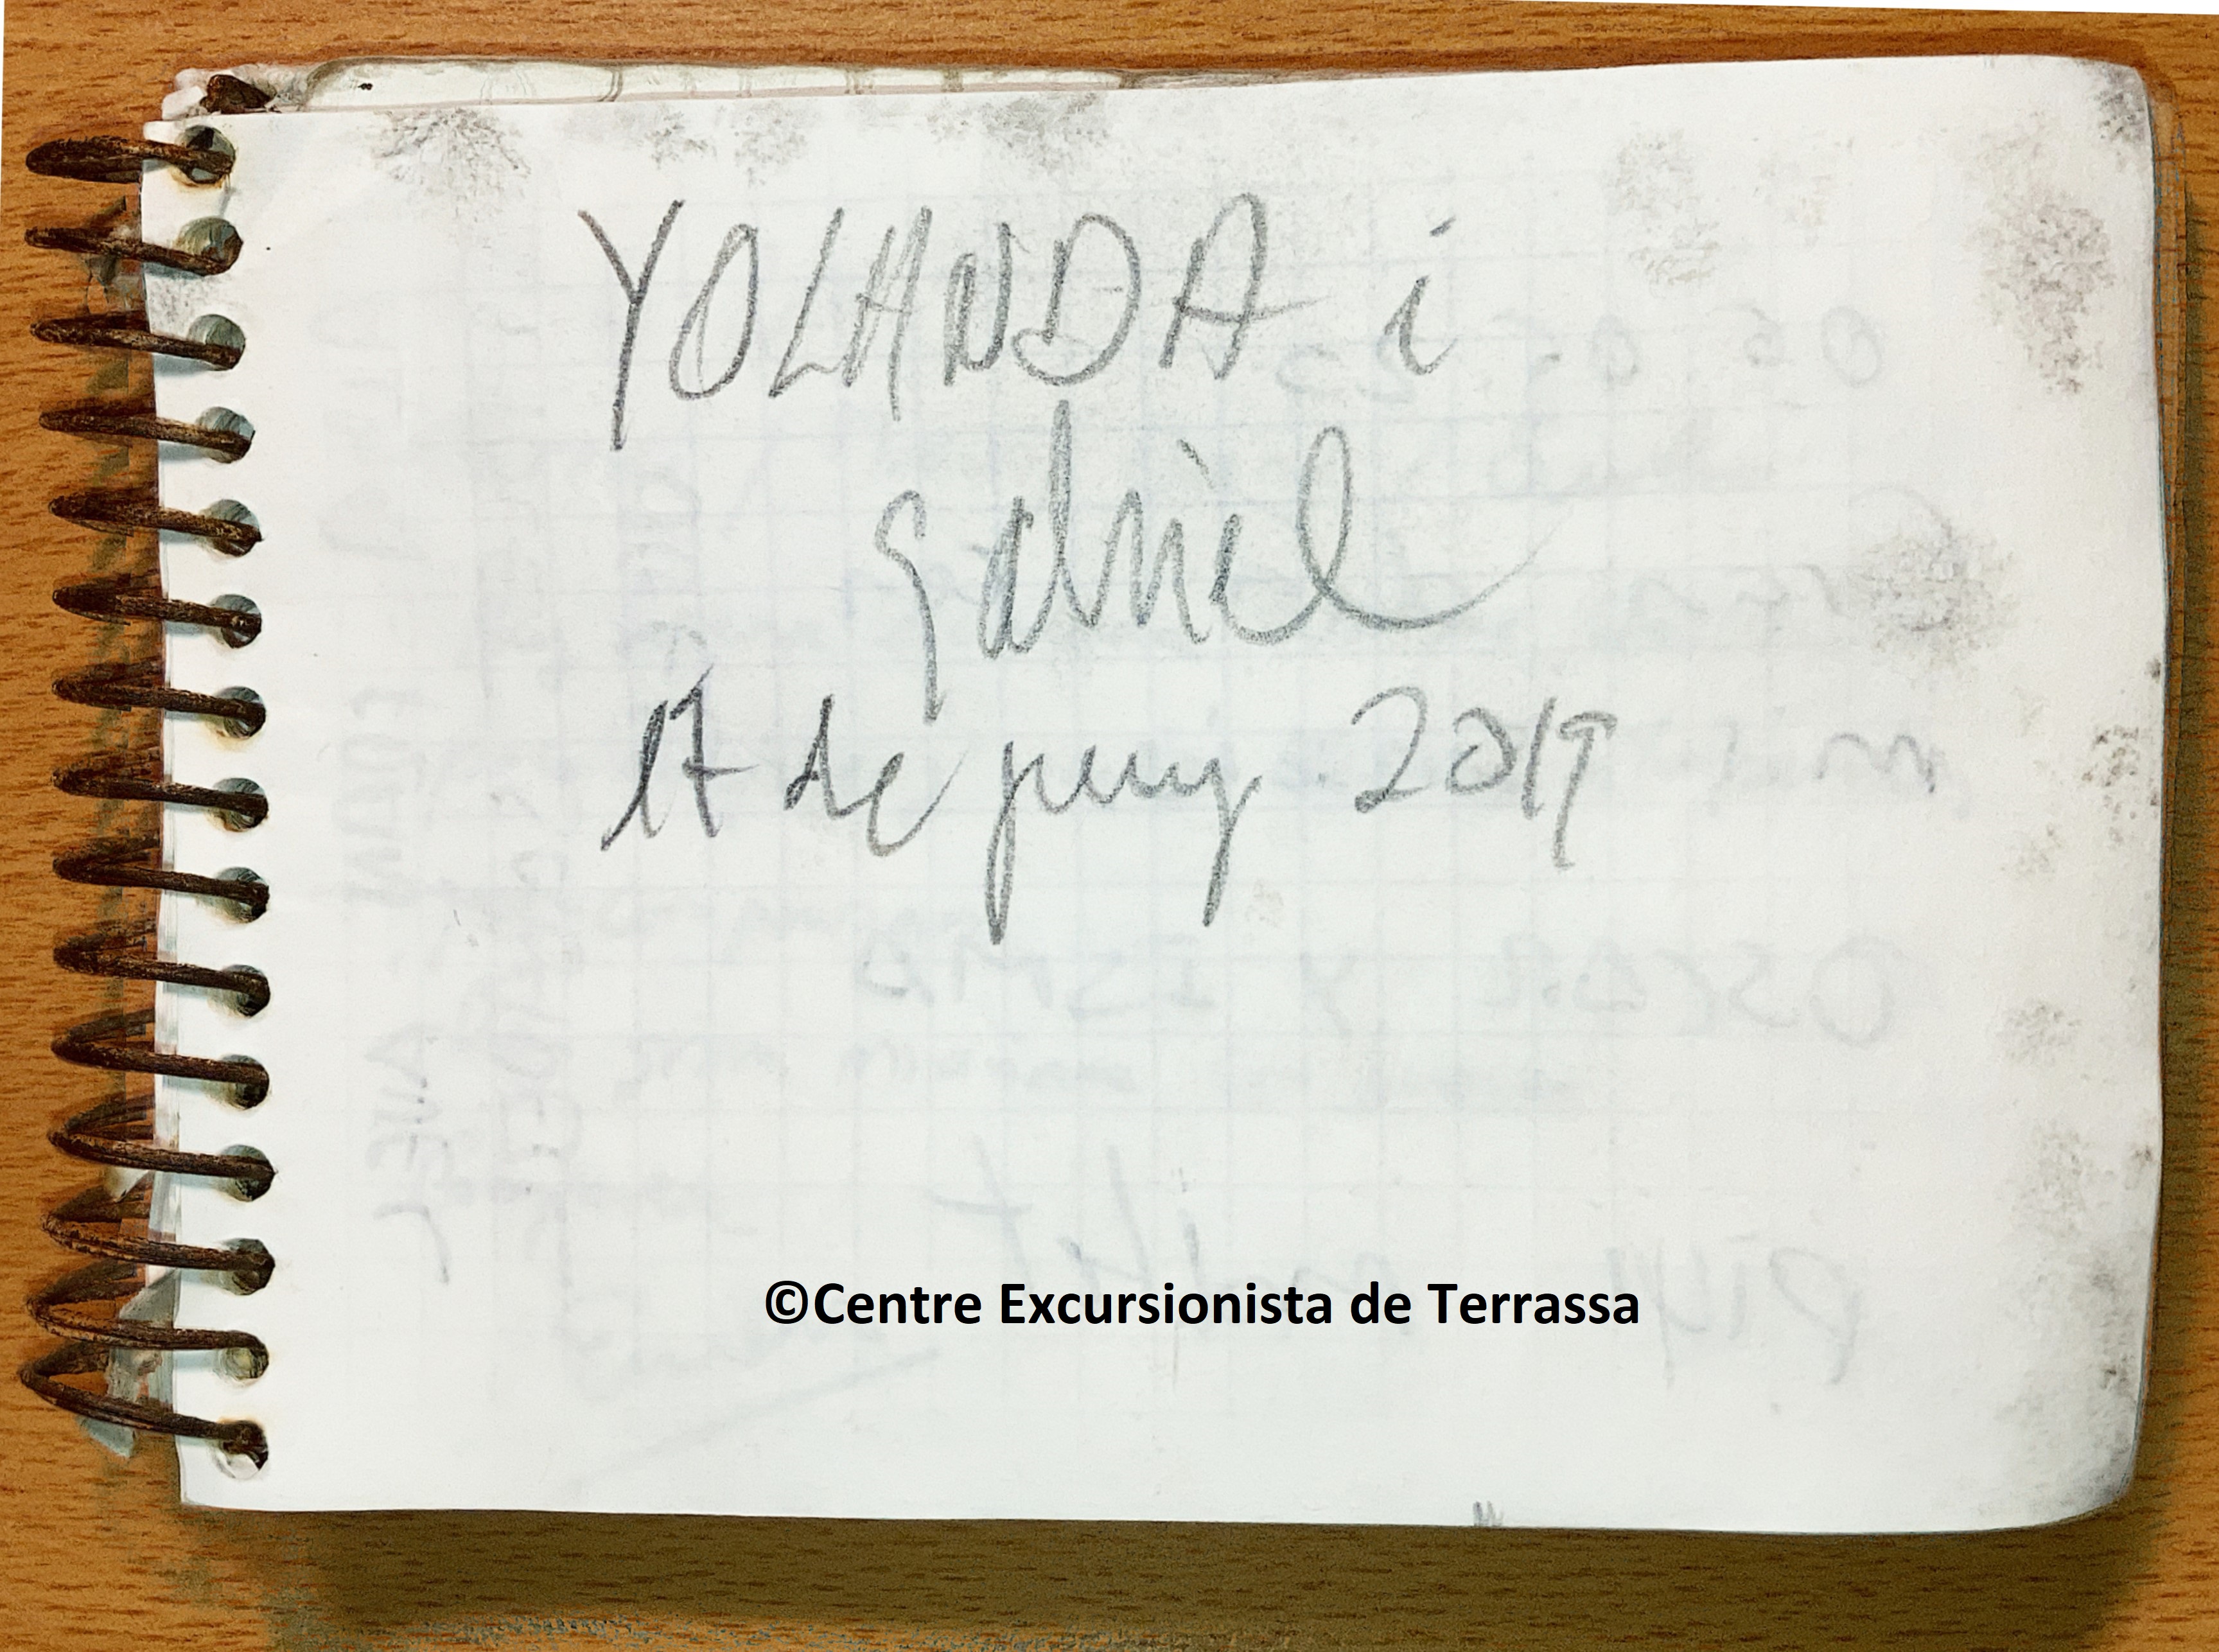 YOLANDA i
gabriel
17 de juny 2019
©Centre Excursionista de Terrassa